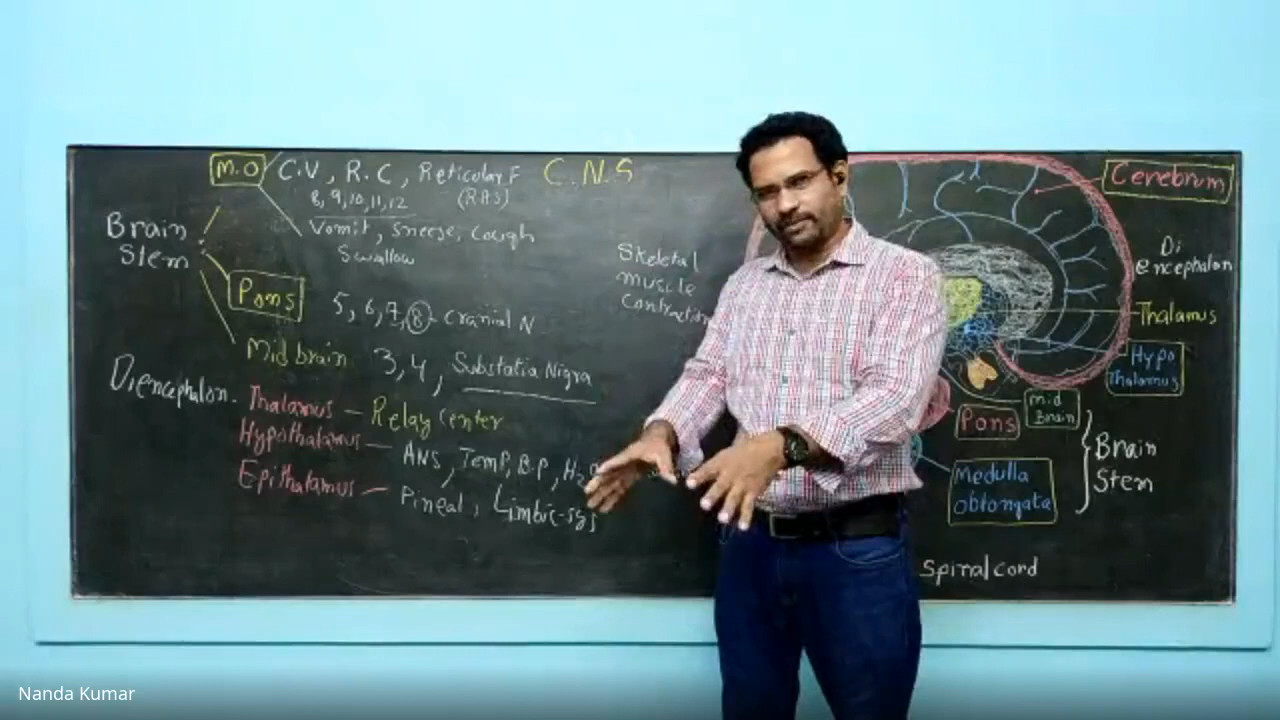 M.O C.V, R.C, Reticular F
8, 9, 10, 11, 12 (RAS)
Vomit, Sneeze, Cough
Swallow
C.N.S
Brain
Stem
Pons 5, 6, 7, 8 - Cranial N
Mid brain 3, 4, Substatia Nigra
Diencephalon. Thalamus - Relay Center
Hypothalamus - ANS, Temp, B.P, H2
Epithalamus - Pineal, Limbic-sys
Skeletal
muscle
Contraction
Cerebrum
Di
encephalon
Thalamus
Hypo
Thalamus
Mid
Brain
Pons
Medulla
oblongata
Brain
Stem
Spinal cord
Nanda Kumar